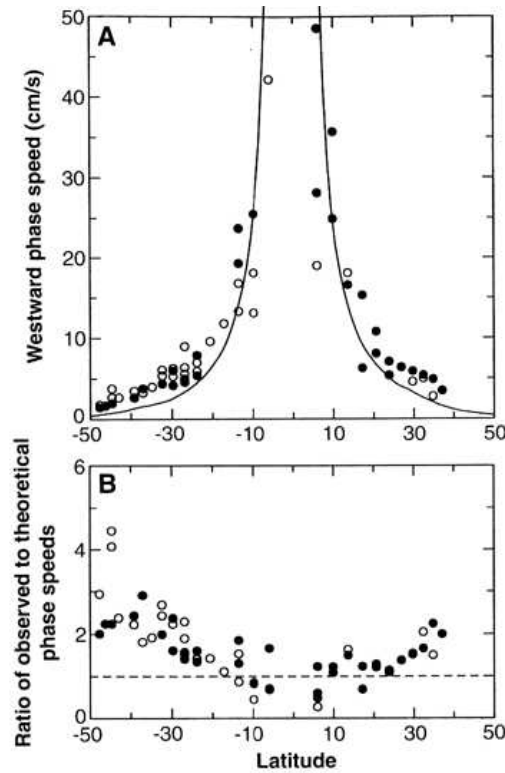 50
A
40
30
20
10
0
Westward phase speed (cm/s)
-50 -30 -10 10 30 50
Latitude
6
B
4
2
0
Ratio of observed to theoretical
phase speeds
-50 -30 -10 10 30 50
Latitude